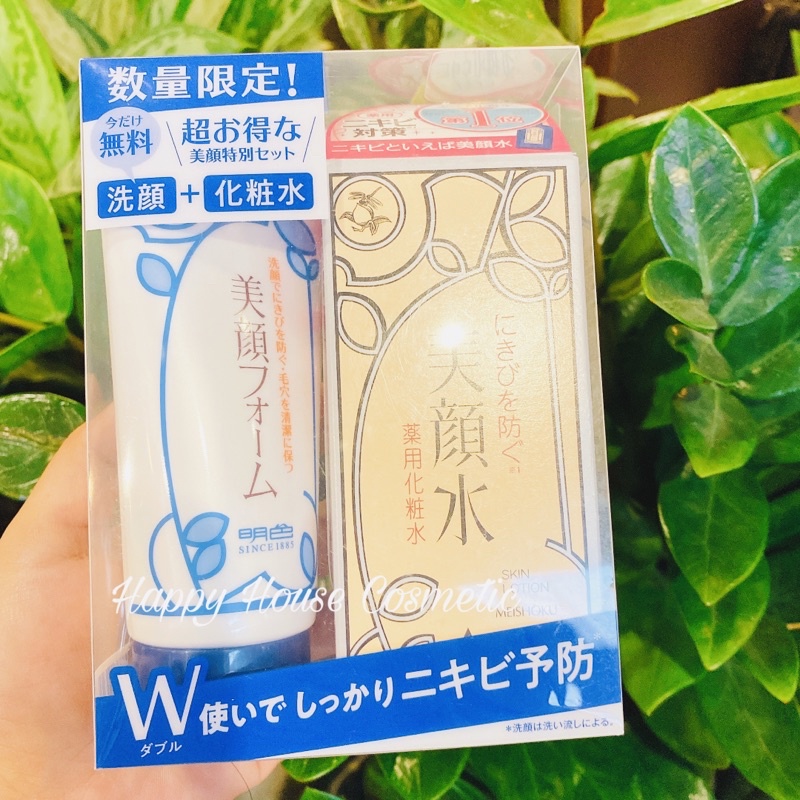 数量限定!
今だけ
無料
超お得な
美顔特別セット
洗顔+化粧水
ニキビ
対策
第1位
ニキビといえば美顔水
洗顔でにきびを防ぐ・毛穴を清潔に保つ
美顔フォーム
明色
SINCE1885
にきびを防ぐ
美顔水
薬用化粧水
SKIN
LOTION
MEISHOKU
Happy House Cosmetic
W使いでしっかりニキビ予防
ダブル
*洗顔は洗い流しによる。